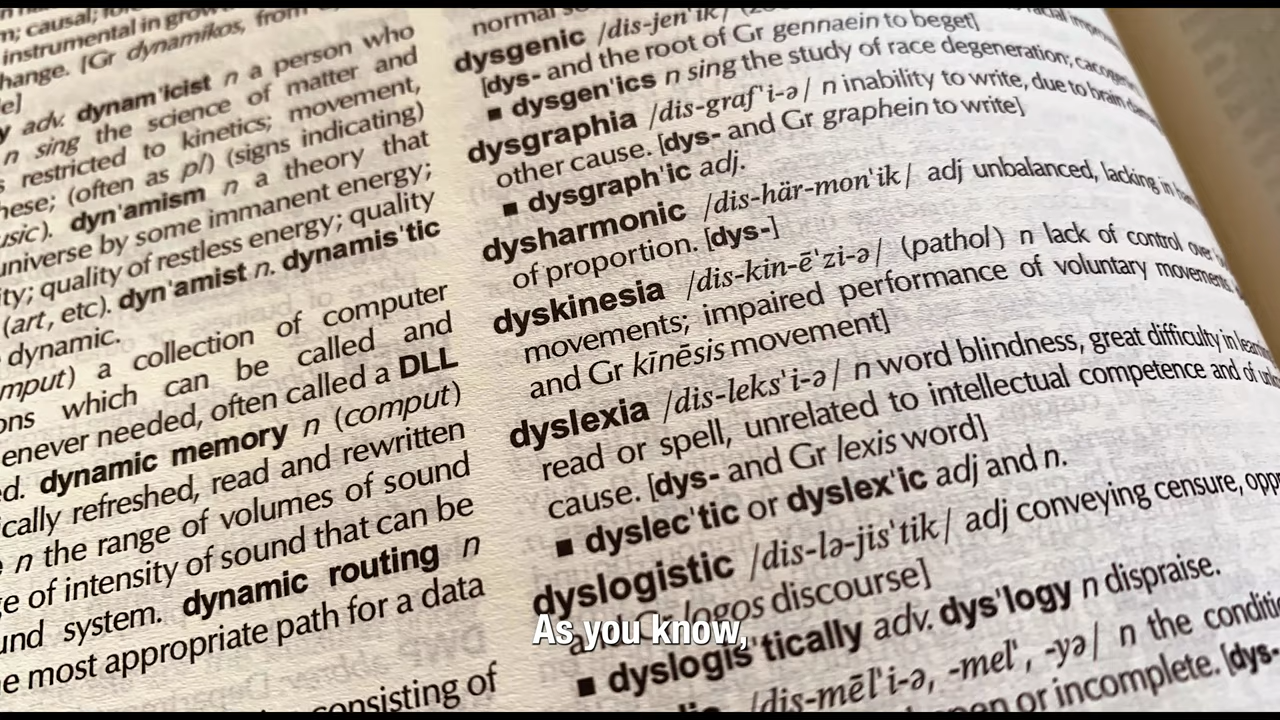 m; causal;
instrumental in
hange. [Gr dynamikos, from
e]
adv. dynam'icist n a person who
n sing the science of matter and
restricted to kinetics; movement,
hese; (often as pl) (signs indicating)
usic). dyn'amism n a theory that
universe by some immanent energy;
ity; quality of restless energy; quality
(art, etc). dyn'amist n. dynamis'tic
dynamic.
mput) a collection of computer
ons which can be called and
enever needed, often called a DLL
ed. dynamic memory n (comput)
ically refreshed, read and rewritten
n the range of volumes of sound
ge of intensity of sound that can be
und system. dynamic routing n
e most appropriate path for a data
consisting of
normal
dysgenic /dis-jen'ik/
[dys- and the root of Gr gennaein to beget]
■ dysgen'ics n sing the study of race degeneration;
dysgraphia /dis-graf'i-ə/ n inability to write, due to brain
other cause. [dys- and Gr graphein to write]
■ dysgraph'ic adj.
dysharmonic /dis-här-mon'ik/ adj unbalanced, lacking in
of proportion. [dys-]
dyskinesia /dis-kin-ē'zi-ə/ (pathol) n lack of control
movements; impaired performance of voluntary movements
and Gr kīnēsis movement]
dyslexia /dis-leks'i-ə/ n word blindness, great difficulty in learning
read or spell, unrelated to intellectual competence and of
cause. [dys- and Gr lexis word]
■ dyslec'tic or dyslex'ic adj and n.
dyslogistic /dis-lə-jis'tik/ adj conveying censure,
and Gr logos discourse]
As you know,
■ dyslogis'tically adv. dys'logy n dispraise.
/dis-mēl'i-ə, -mel', -yə/ n the
or incomplete. [dys-